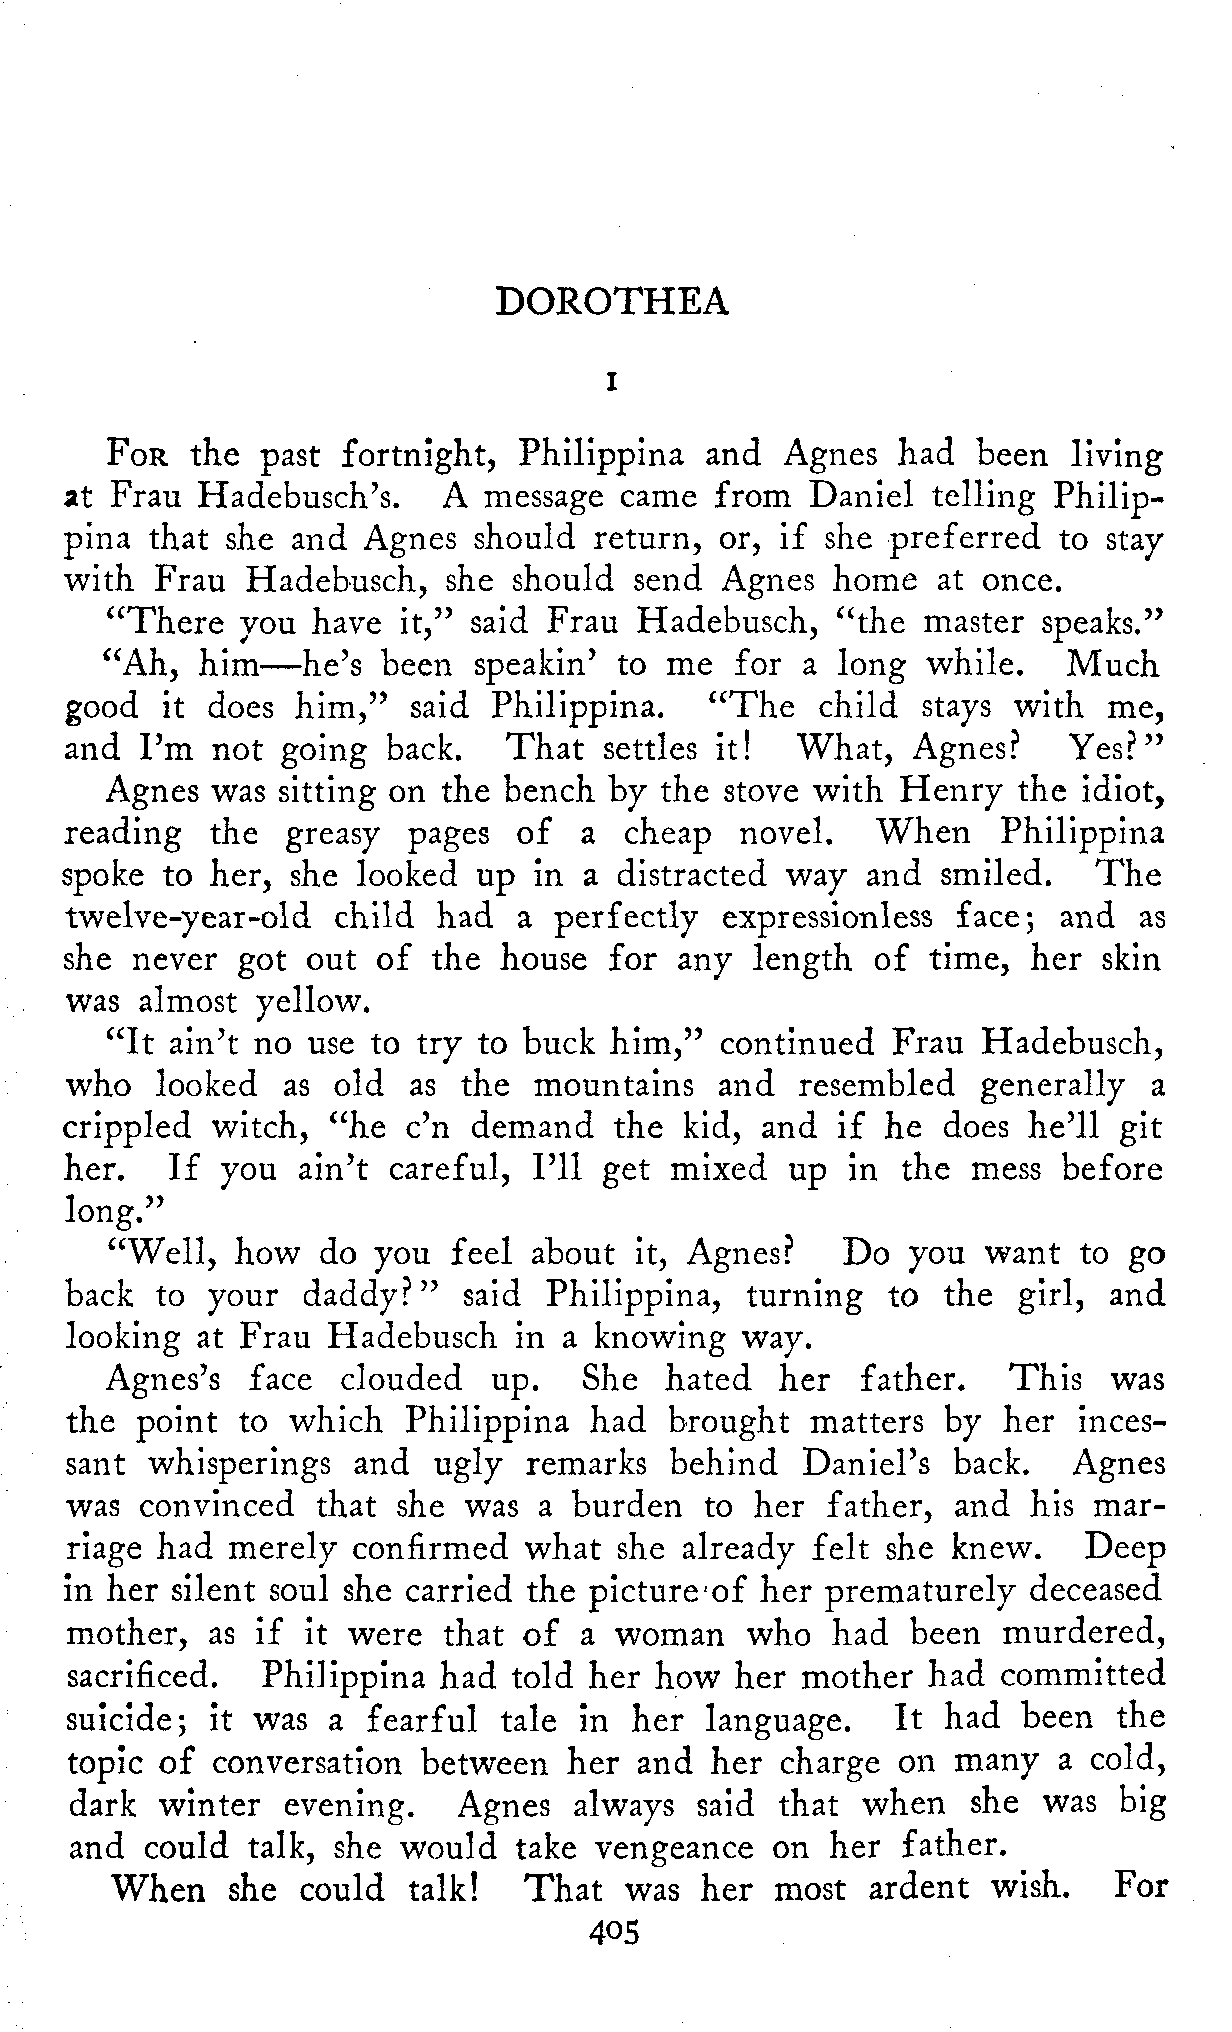 DOROTHEA
I
FOR the past fortnight, Philippina and Agnes had been living
at Frau Hadebusch's. A message came from Daniel telling Philip-
pina that she and Agnes should return, or, if she preferred to stay
with Frau Hadebusch, she should send Agnes home at once.
“There you have it,” said Frau Hadebusch, “the master speaks.”
“Ah, him—he's been speakin' to me for a long while. Much
good it does him,” said Philippina. “The child stays with me,
and I'm not going back. That settles it! What, Agnes? Yes?”
Agnes was sitting on the bench by the stove with Henry the idiot,
reading the greasy pages of a cheap novel. When Philippina
spoke to her, she looked up in a distracted way and smiled. The
twelve-year-old child had a perfectly expressionless face; and as
she never got out of the house for any length of time, her skin
was almost yellow.
“It ain't no use to try to buck him,” continued Frau Hadebusch,
who looked as old as the mountains and resembled generally a
crippled witch, “he c'n demand the kid, and if he does he'll git
her. If you ain't careful, I'll get mixed up in the mess before
long.”
“Well, how do you feel about it, Agnes? Do you want to go
back to your daddy?” said Philippina, turning to the girl, and
looking at Frau Hadebusch in a knowing way.
Agnes's face clouded up. She hated her father. This was
the point to which Philippina had brought matters by her inces-
sant whisperings and ugly remarks behind Daniel's back. Agnes
was convinced that she was a burden to her father, and his mar-
riage had merely confirmed what she already felt she knew. Deep
in her silent soul she carried the picture of her prematurely deceased
mother, as if it were that of a woman who had been murdered,
sacrificed. Philippina had told her how her mother had committed
suicide; it was a fearful tale in her language. It had been the
topic of conversation between her and her charge on many a cold,
dark winter evening. Agnes always said that when she was big
and could talk, she would take vengeance on her father.
When she could talk! That was her most ardent wish. For
405